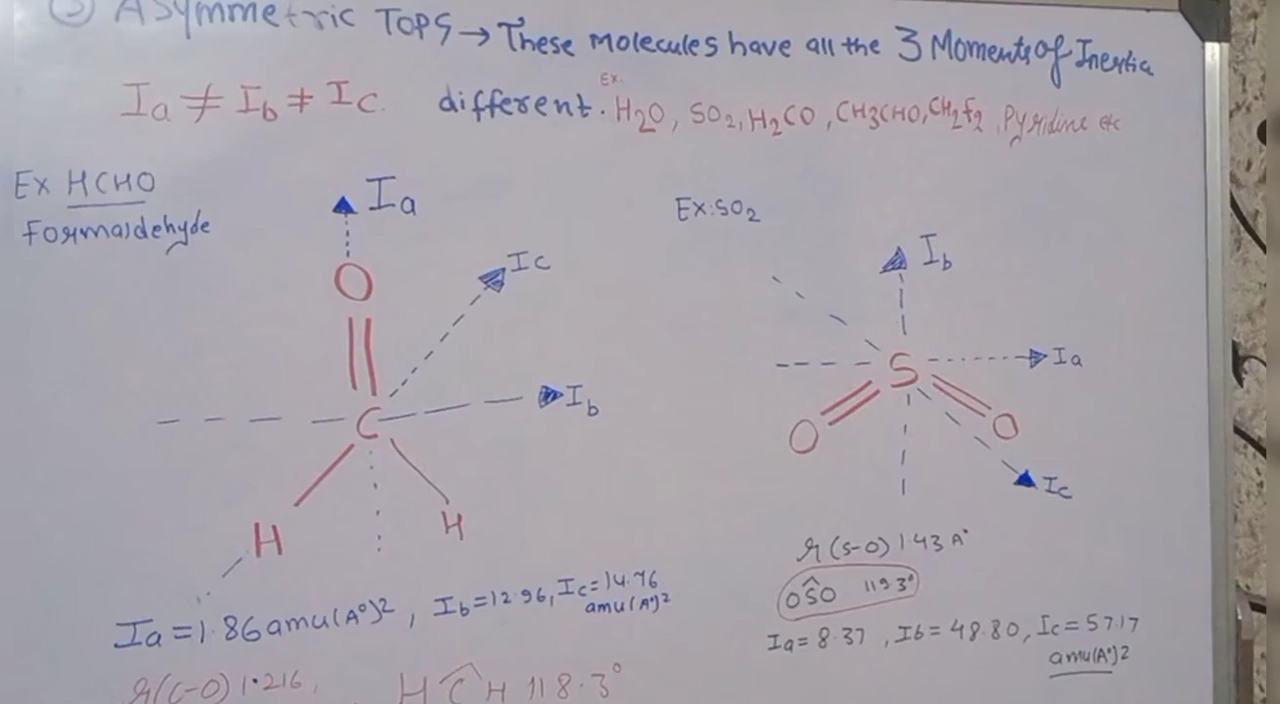 ③ Asymmetric TOPS → These molecules have all the 3 Moments of Inertia
Ia ≠ Ib ≠ Ic. different. Ex. H2O, SO2, H2CO, CH3CHO, CH2F2, Pyridine etc
Ex HCHO
Formaldehyde
Ia
Ic
O
C
Ib
H
H
Ia = 1.86 amu(A°)2, Ib = 12.96, Ic = 14.76
amu(A°)2
r(C-O) 1.216, HCH 118.3°
Ex: SO2
Ib
S
Ia
O
O
Ic
r(S-O) 1.43 A°
OSO 119.3°
Ia = 8.37, Ib = 48.80, Ic = 57.17
amu(A°)2